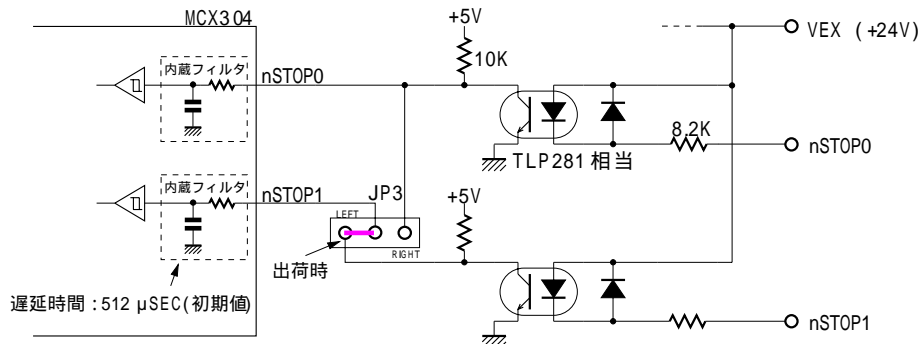 MCX304
+5V
VEX (+24V)
内蔵フィルタ
nSTOP0
10K
8.2K
nSTOP0
TLP281 相当
内蔵フィルタ
nSTOP1
JP3
+5V
LEFT
RIGHT
出荷時
遅延時間:512 μSEC(初期値)
nSTOP1